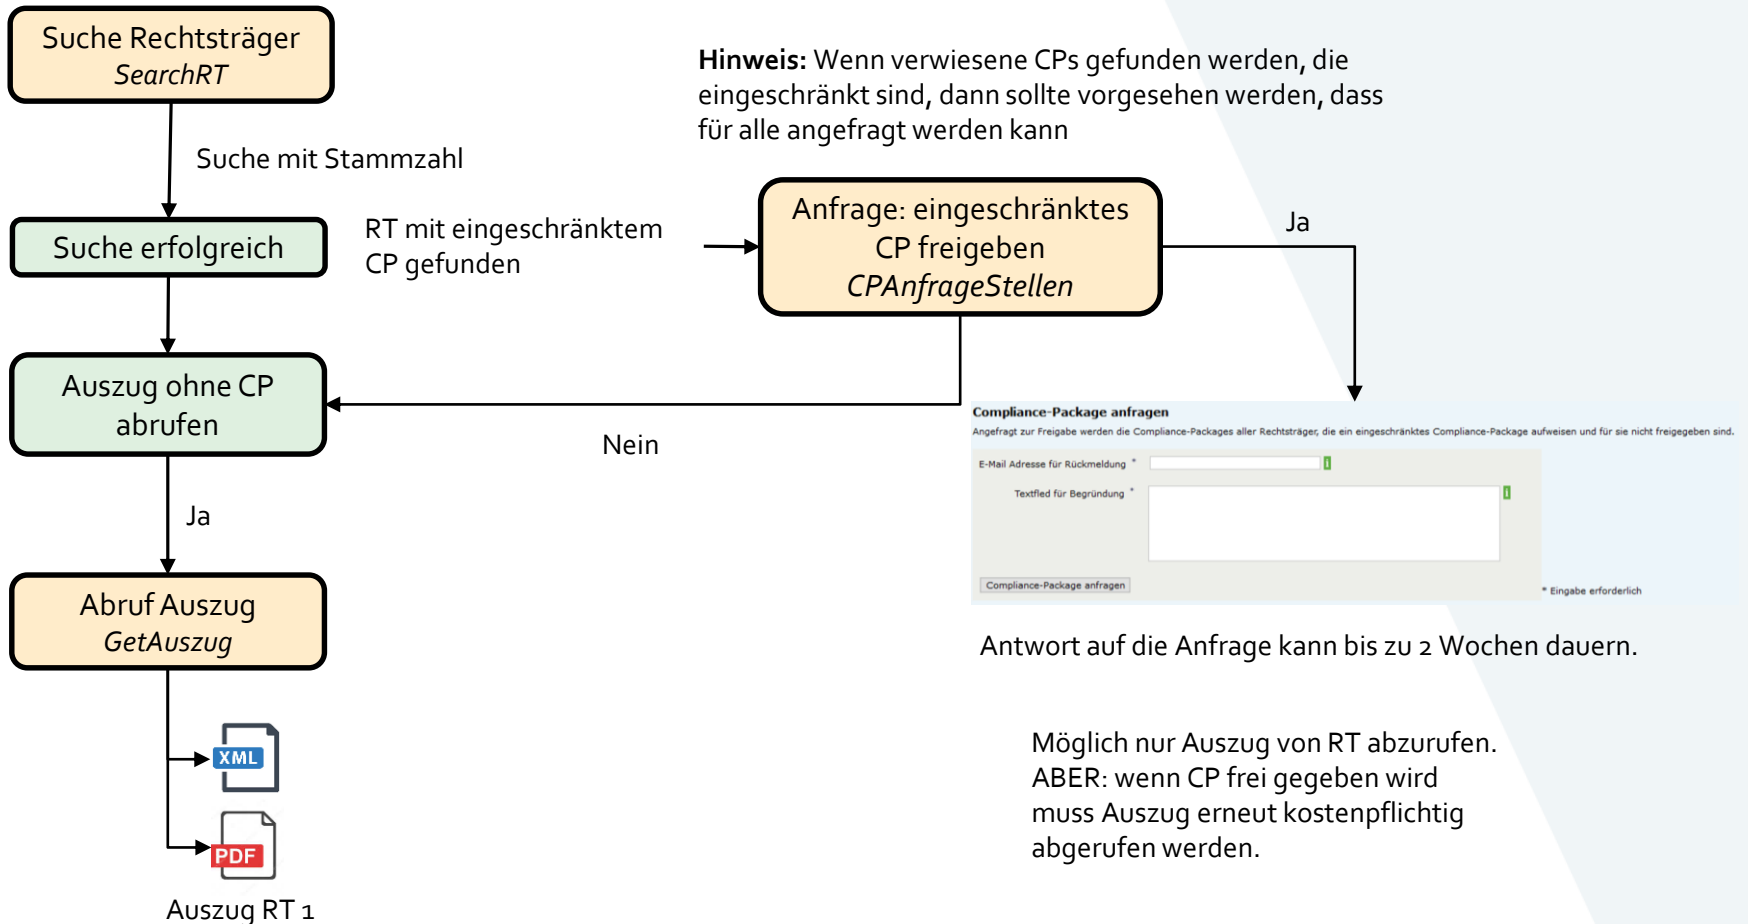 Suche Rechtsträger
SearchRT
Hinweis: Wenn verwiesene CPs gefunden werden, die
eingeschränkt sind, dann sollte vorgesehen werden, dass
für alle angefragt werden kann
Suche mit Stammzahl
Suche erfolgreich
RT mit eingeschränktem
CP gefunden
Anfrage: eingeschränktes
CP freigeben
CPAnfrageStellen
Ja
Auszug ohne CP
abrufen
Nein
Compliance-Package anfragen
Angefragt zur Freigabe werden die Compliance-Packages aller Rechtsträger, die ein eingeschränktes Compliance-Package aufweisen und für sie nicht freigegeben sind.
E-Mail Adresse für Rückmeldung *
i
Textfled für Begründung *
i
Compliance-Package anfragen
* Eingabe erforderlich
Ja
Abruf Auszug
GetAuszug
Antwort auf die Anfrage kann bis zu 2 Wochen dauern.
XML
PDF
Auszug RT 1
Möglich nur Auszug von RT abzurufen.
ABER: wenn CP frei gegeben wird
muss Auszug erneut kostenpflichtig
abgerufen werden.